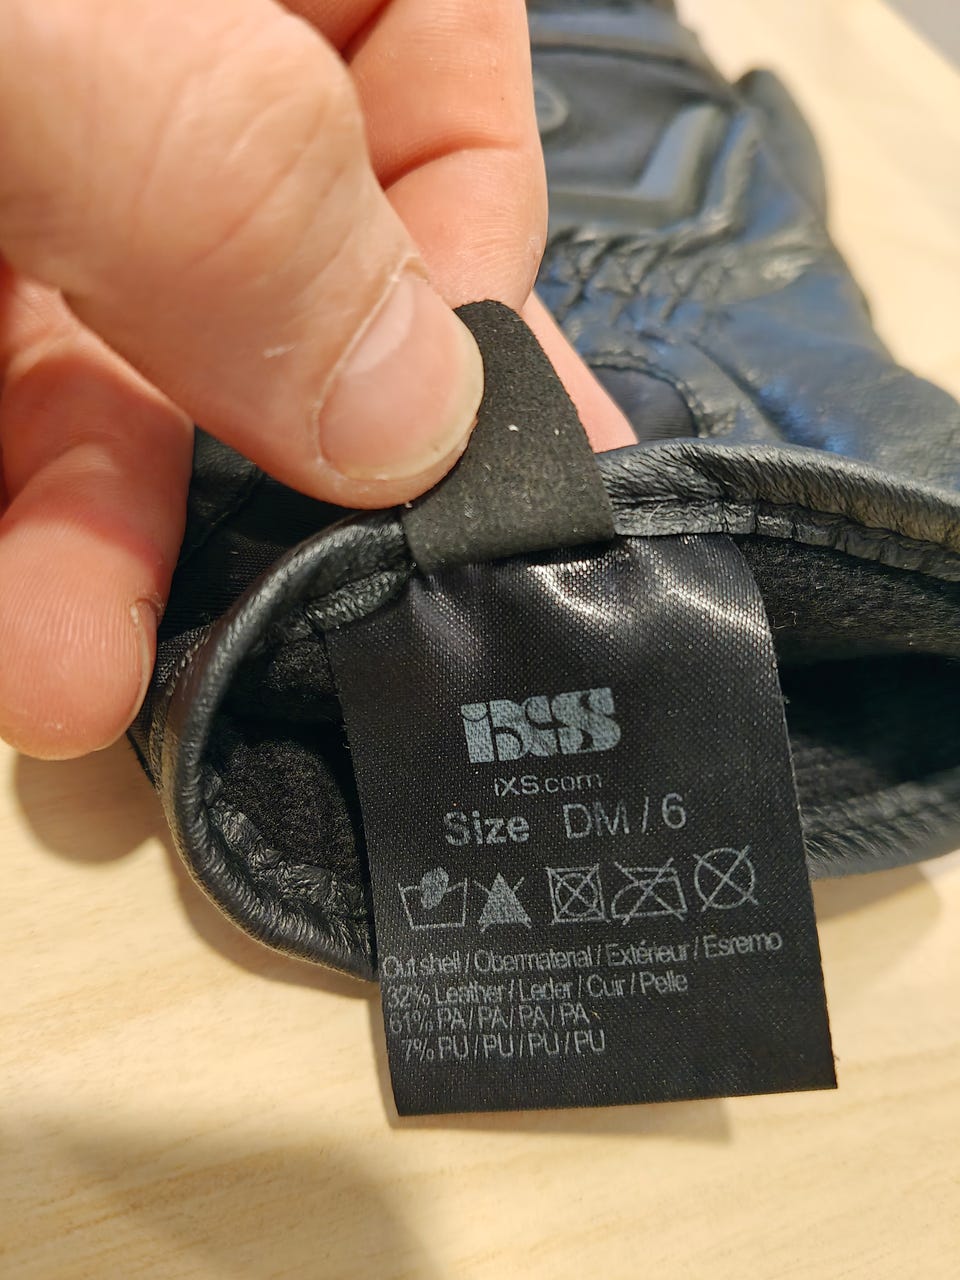 iXS
iXS.com
Size DM / 6
Out shell / Obermaterial / Extérieur / Esremo
32% Leather / Leder / Cuir / Pelle
61% PA / PA / PA / PA
7% PU / PU / PU / PU